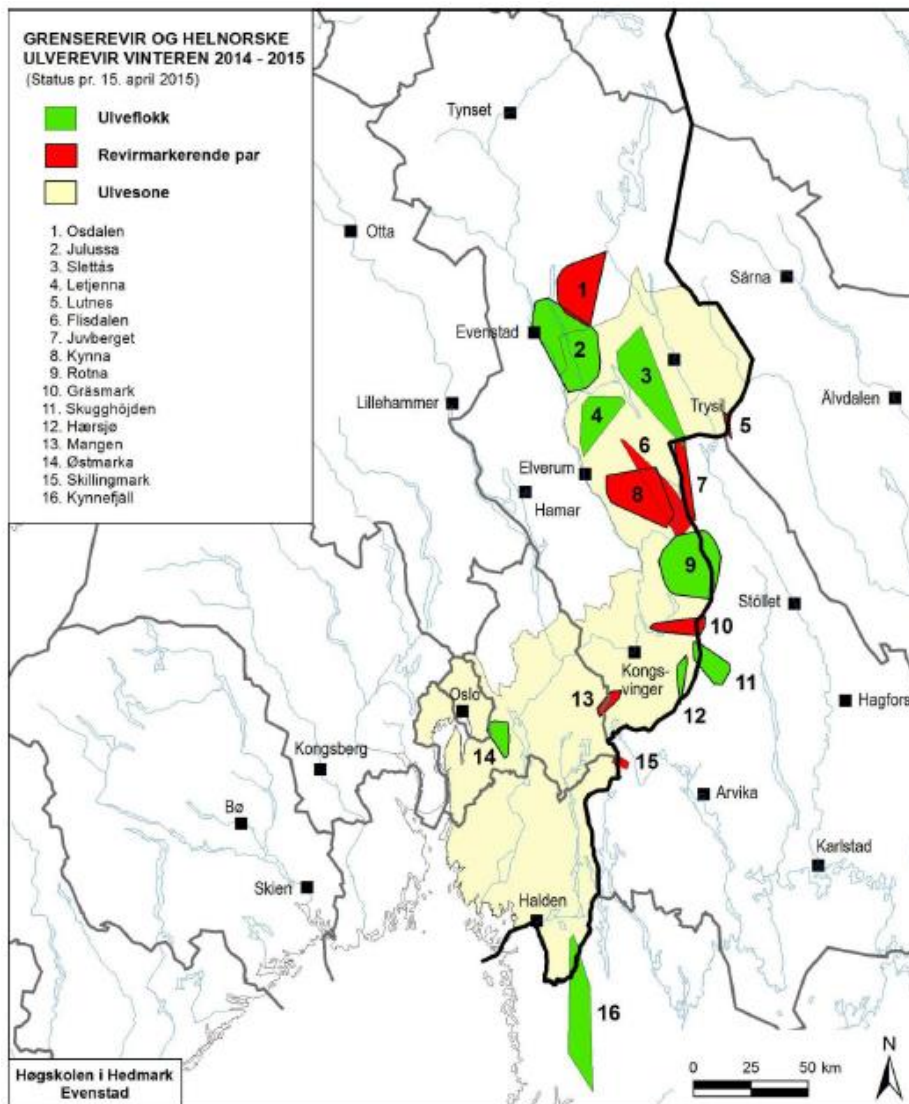 GRENSEREVIR OG HELNORSKE
ULVEREVIR VINTEREN 2014 - 2015
(Status pr. 15. april 2015)
Ulveflokk
Revirmarkerende par
Ulvesone
1. Osdalen
2. Julussa
3. Slettås
4. Letjenna
5. Lutnes
6. Flisdalen
7. Juvberget
8. Kynna
9. Rotna
10. Gräsmark
11. Skugghöjden
12. Hærsjø
13. Mangen
14. Østmarka
15. Skillingmark
16. Kynnefjäll
Tynset
Otta
Särna
1
Evenstad
2
3
Lillehammer
Trysil
Älvdalen
4
5
6
Elverum
7
8
Hamar
9
Stöllet
10
Kongs-
vinger
11
Hagfors
13
12
Oslo
14
Kongsberg
15
Arvika
Bø
Karlstad
Skien
Halden
16
N
0 25 50 km
Høgskolen i Hedmark
Evenstad